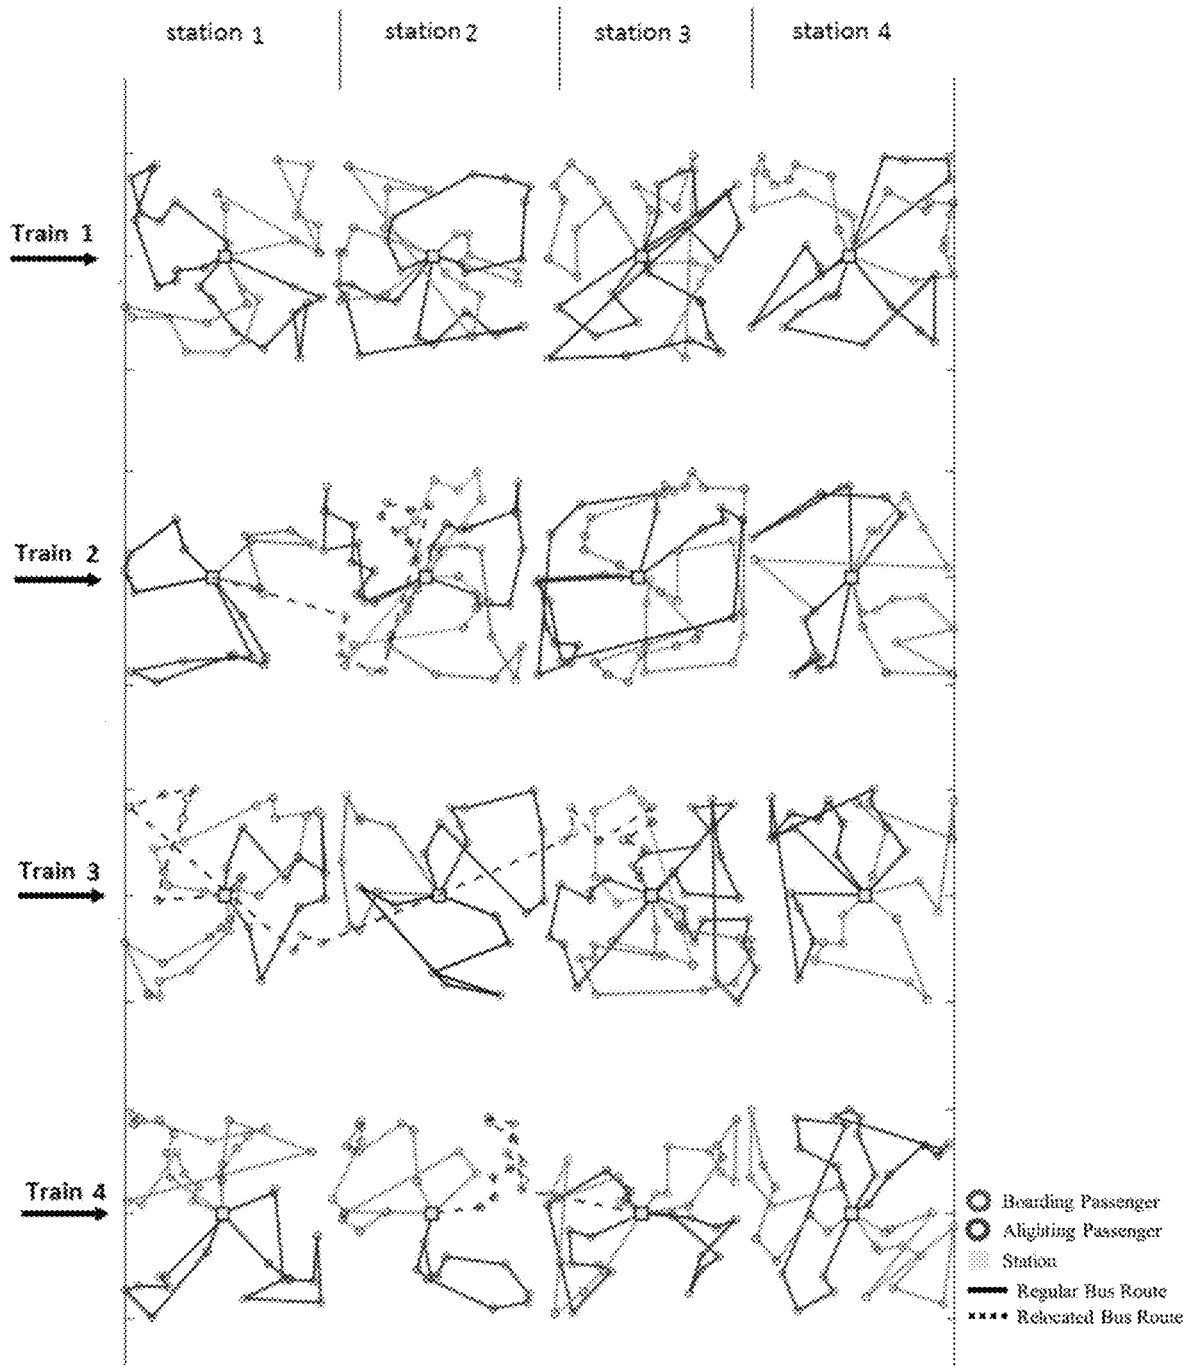 station 1
station 2
station 3
station 4
Train 1
Train 2
Train 3
Train 4
Boarding Passenger
Alighting Passenger
Station
Regular Bus Route
Relocated Bus Route